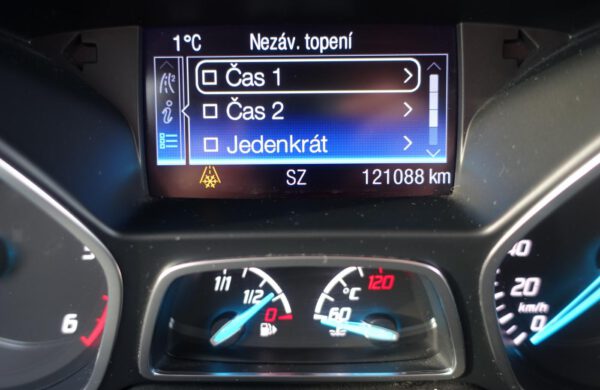 1°C Nezáv. topení
Čas 1
Čas 2
Jedenkrát
SZ 121088 km
1/1 1/2 0
°C 120 60
5 6
40 20 0 km/h